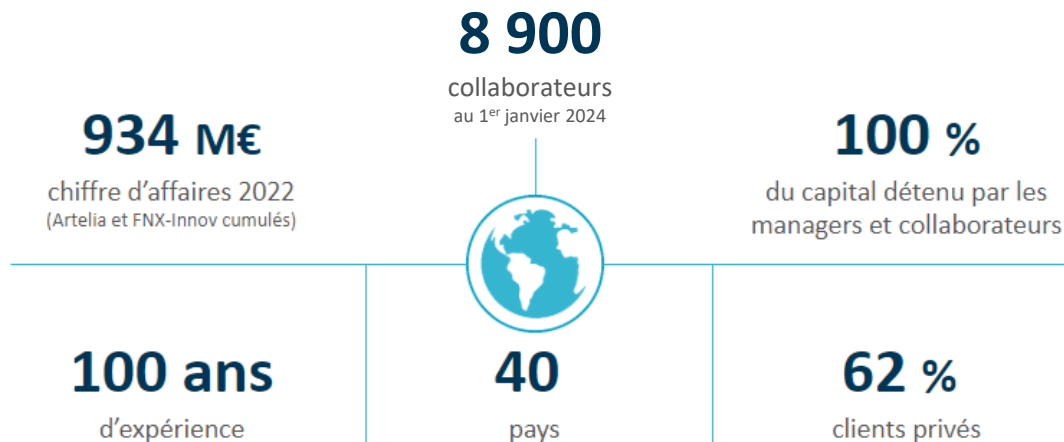 8 900
collaborateurs
au 1er janvier 2024
934 M€
chiffre d’affaires 2022
(Artelia et FNX-Innov cumulés)
100 %
du capital détenu par les
managers et collaborateurs
100 ans
d’expérience
40
pays
62 %
clients privés